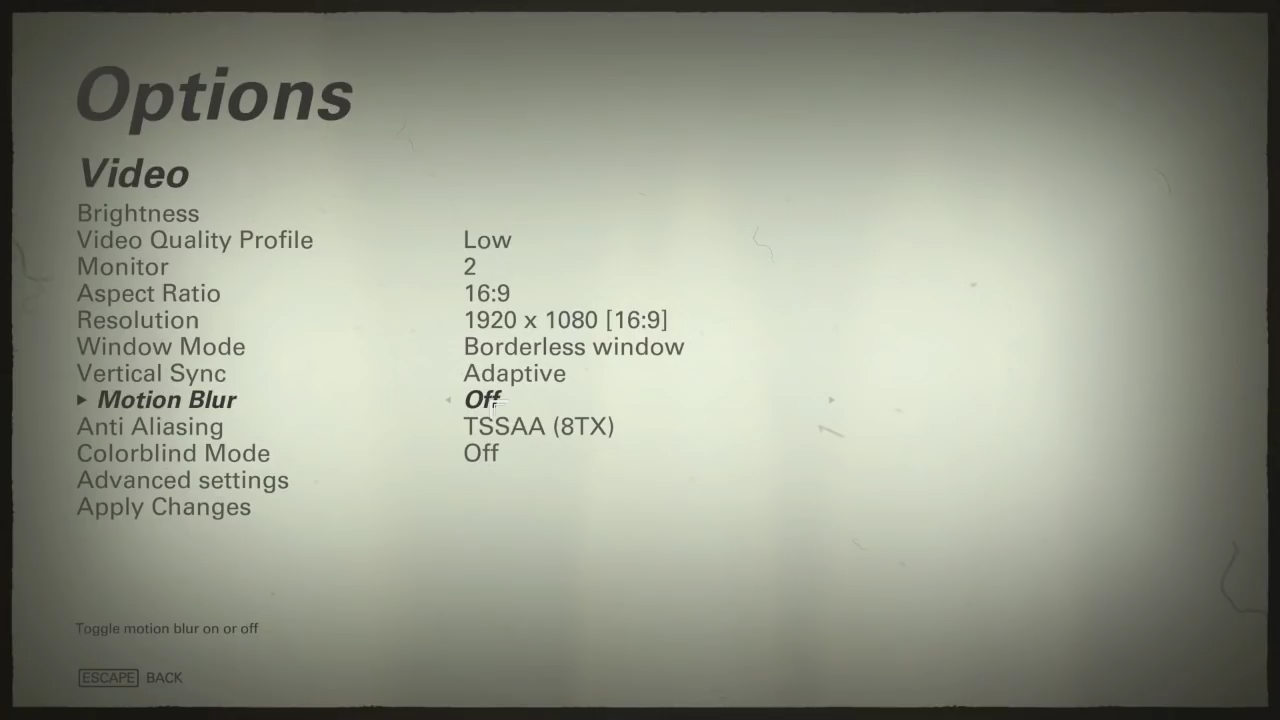 Options
Video
Brightness
Video Quality Profile Low
Monitor 2
Aspect Ratio 16:9
Resolution 1920 x 1080 [16:9]
Window Mode Borderless window
Vertical Sync Adaptive
Motion Blur Off
Anti Aliasing TSSAA (8TX)
Colorblind Mode Off
Advanced settings
Apply Changes
Toggle motion blur on or off
ESCAPE BACK